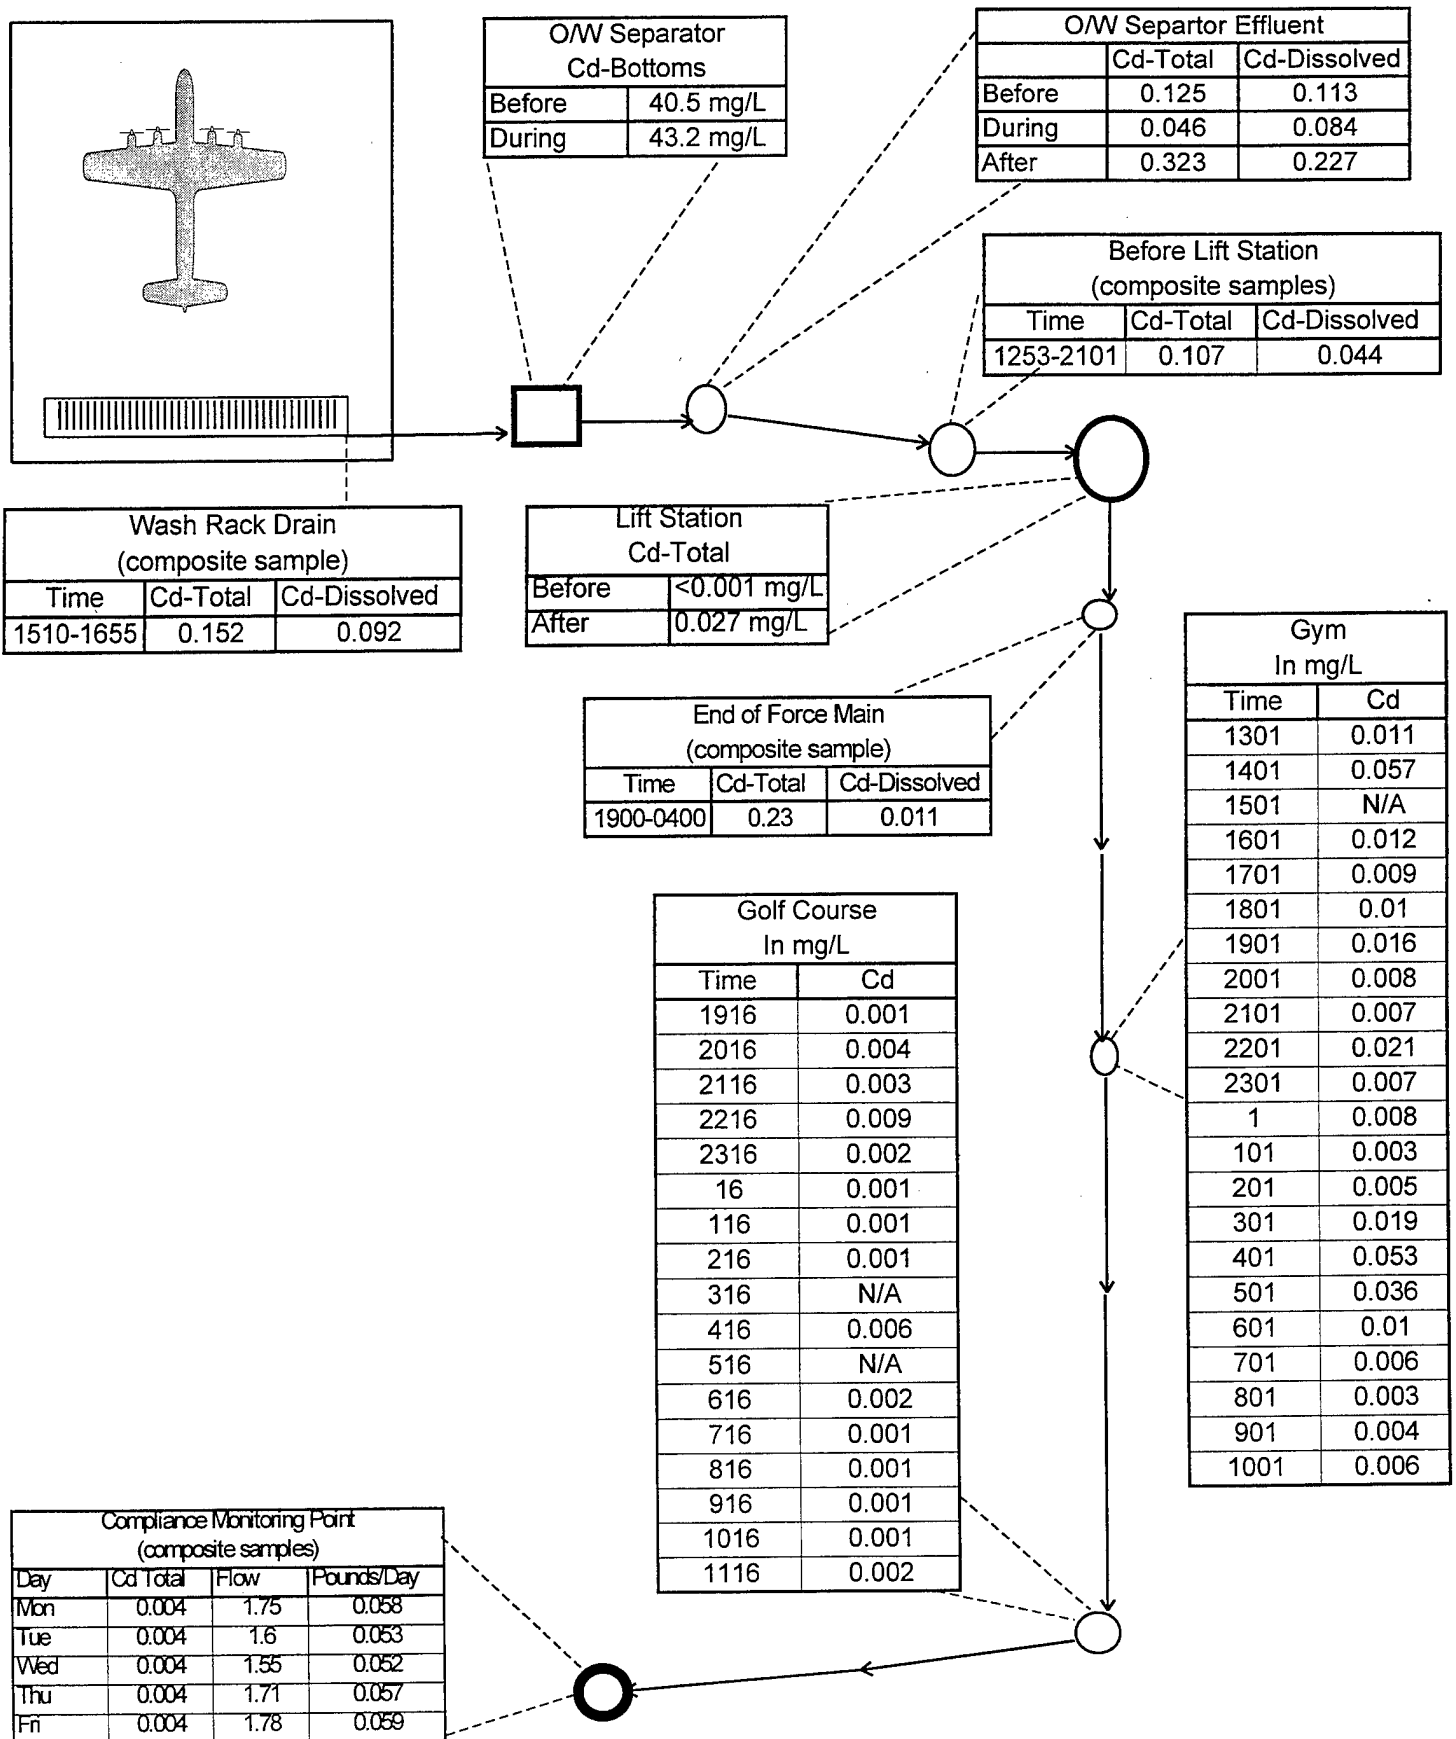 O/W Separator
Cd-Bottoms
Before 40.5 mg/L
During 43.2 mg/L
O/W Separtor Effluent
Cd-Total Cd-Dissolved
Before 0.125 0.113
During 0.046 0.084
After 0.323 0.227
Before Lift Station
(composite samples)
Time Cd-Total Cd-Dissolved
1253-2101 0.107 0.044
Wash Rack Drain
(composite sample)
Time Cd-Total Cd-Dissolved
1510-1655 0.152 0.092
Lift Station
Cd-Total
Before <0.001 mg/L
After 0.027 mg/L
End of Force Main
(composite sample)
Time Cd-Total Cd-Dissolved
1900-0400 0.23 0.011
Gym
In mg/L
Time Cd
1301 0.011
1401 0.057
1501 N/A
1601 0.012
1701 0.009
1801 0.01
1901 0.016
2001 0.008
2101 0.007
2201 0.021
2301 0.007
1 0.008
101 0.003
201 0.005
301 0.019
401 0.053
501 0.036
601 0.01
701 0.006
801 0.003
901 0.004
1001 0.006
Golf Course
In mg/L
Time Cd
1916 0.001
2016 0.004
2116 0.003
2216 0.009
2316 0.002
16 0.001
116 0.001
216 0.001
316 N/A
416 0.006
516 N/A
616 0.002
716 0.001
816 0.001
916 0.001
1016 0.001
1116 0.002
Compliance Monitoring Point
(composite samples)
Day Cd Total Flow Pounds/Day
Mon 0.004 1.75 0.058
Tue 0.004 1.6 0.053
Wed 0.004 1.55 0.052
Thu 0.004 1.71 0.057
Fri 0.004 1.78 0.059